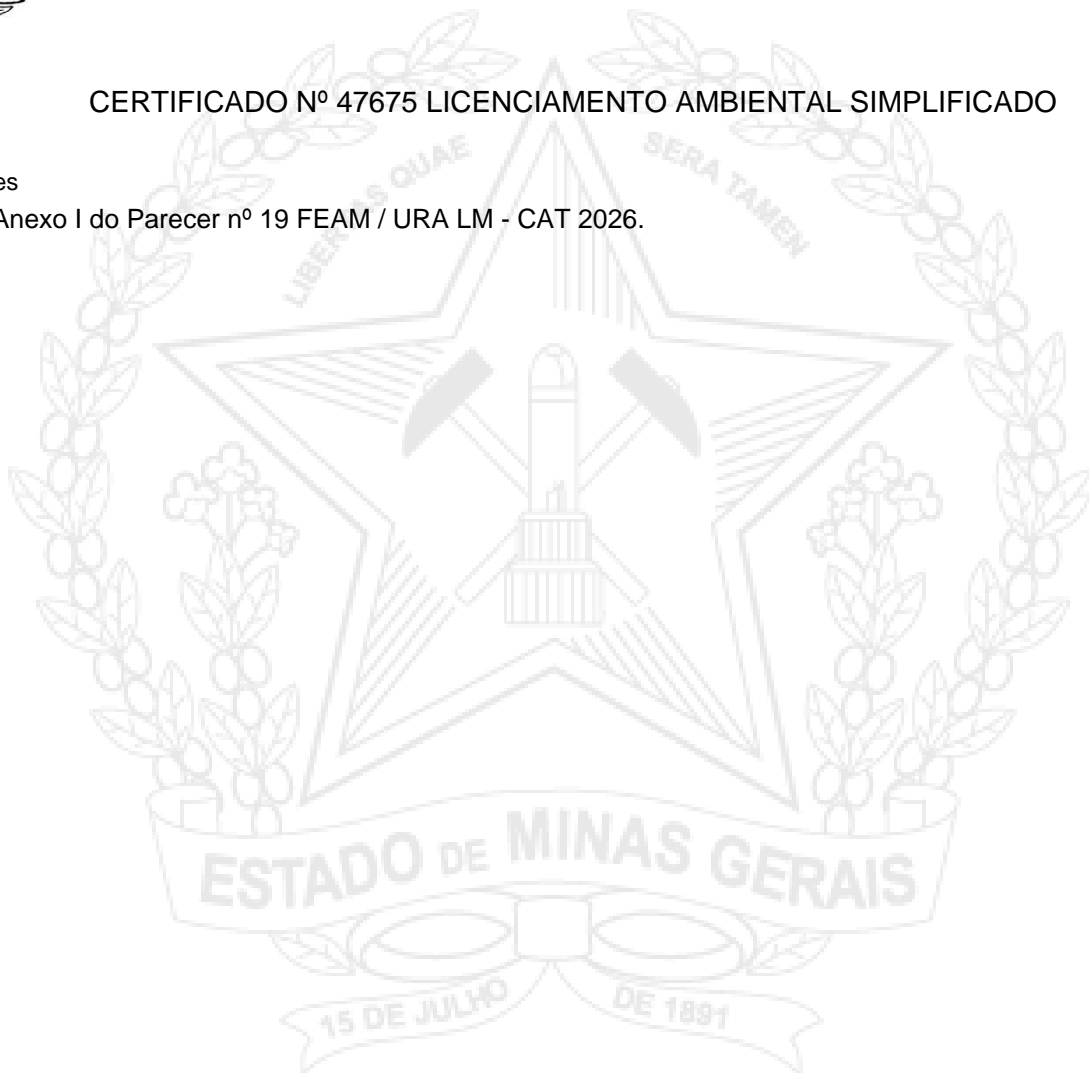 CERTIFICADO Nº 47675 LICENCIAMENTO AMBIENTAL SIMPLIFICADO
es
Anexo I do Parecer nº 19 FEAM / URA LM - CAT 2026.
LIBERTAS QUAE SERA TAMEN
ESTADO DE MINAS GERAIS
15 DE JULHO DE 1891